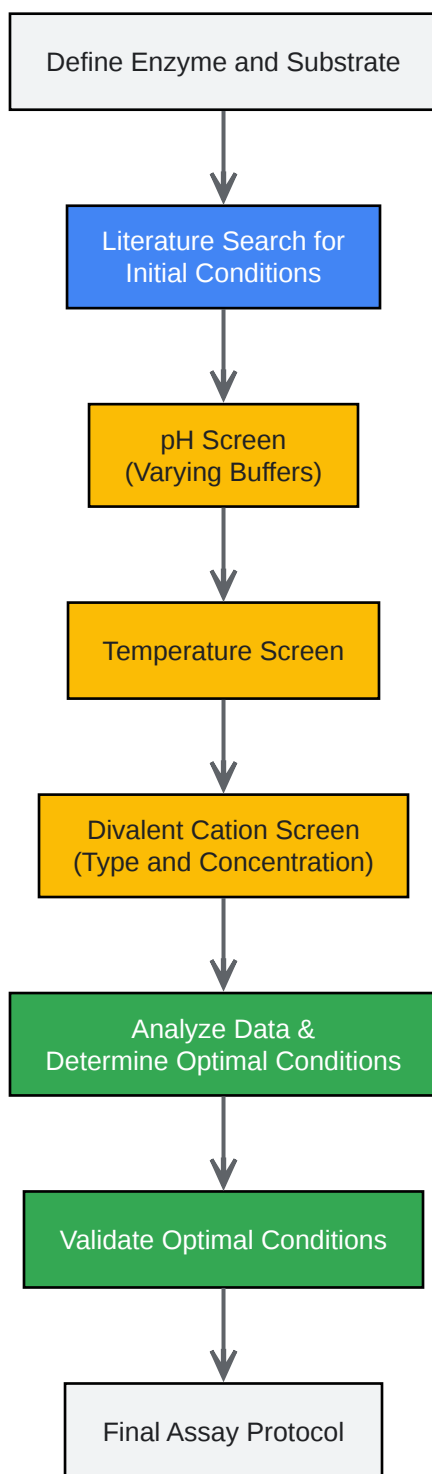 Define Enzyme and Substrate
Literature Search for
Initial Conditions
pH Screen
(Varying Buffers)
Temperature Screen
Divalent Cation Screen
(Type and Concentration)
Analyze Data &
Determine Optimal Conditions
Validate Optimal Conditions
Final Assay Protocol